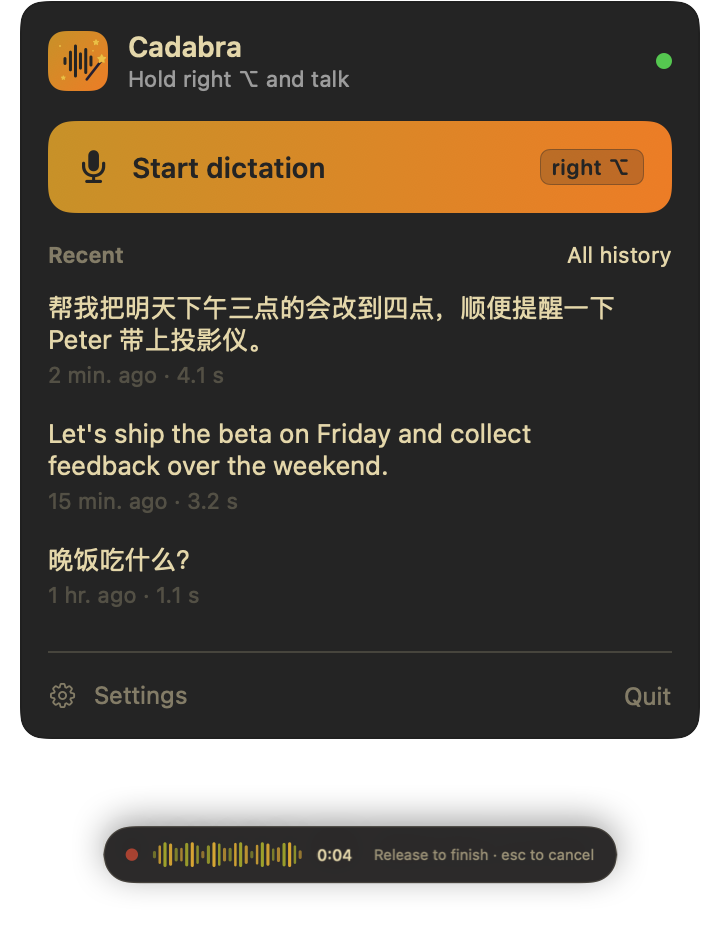 Cadabra
Hold right ⌥ and talk
Start dictation
right ⌥
Recent
All history
帮我把明天下午三点的会改到四点，顺便提醒一下
Peter 带上投影仪。
2 min. ago · 4.1 s
Let's ship the beta on Friday and collect
feedback over the weekend.
15 min. ago · 3.2 s
晚饭吃什么？
1 hr. ago · 1.1 s
Settings
Quit
0:04
Release to finish · esc to cancel